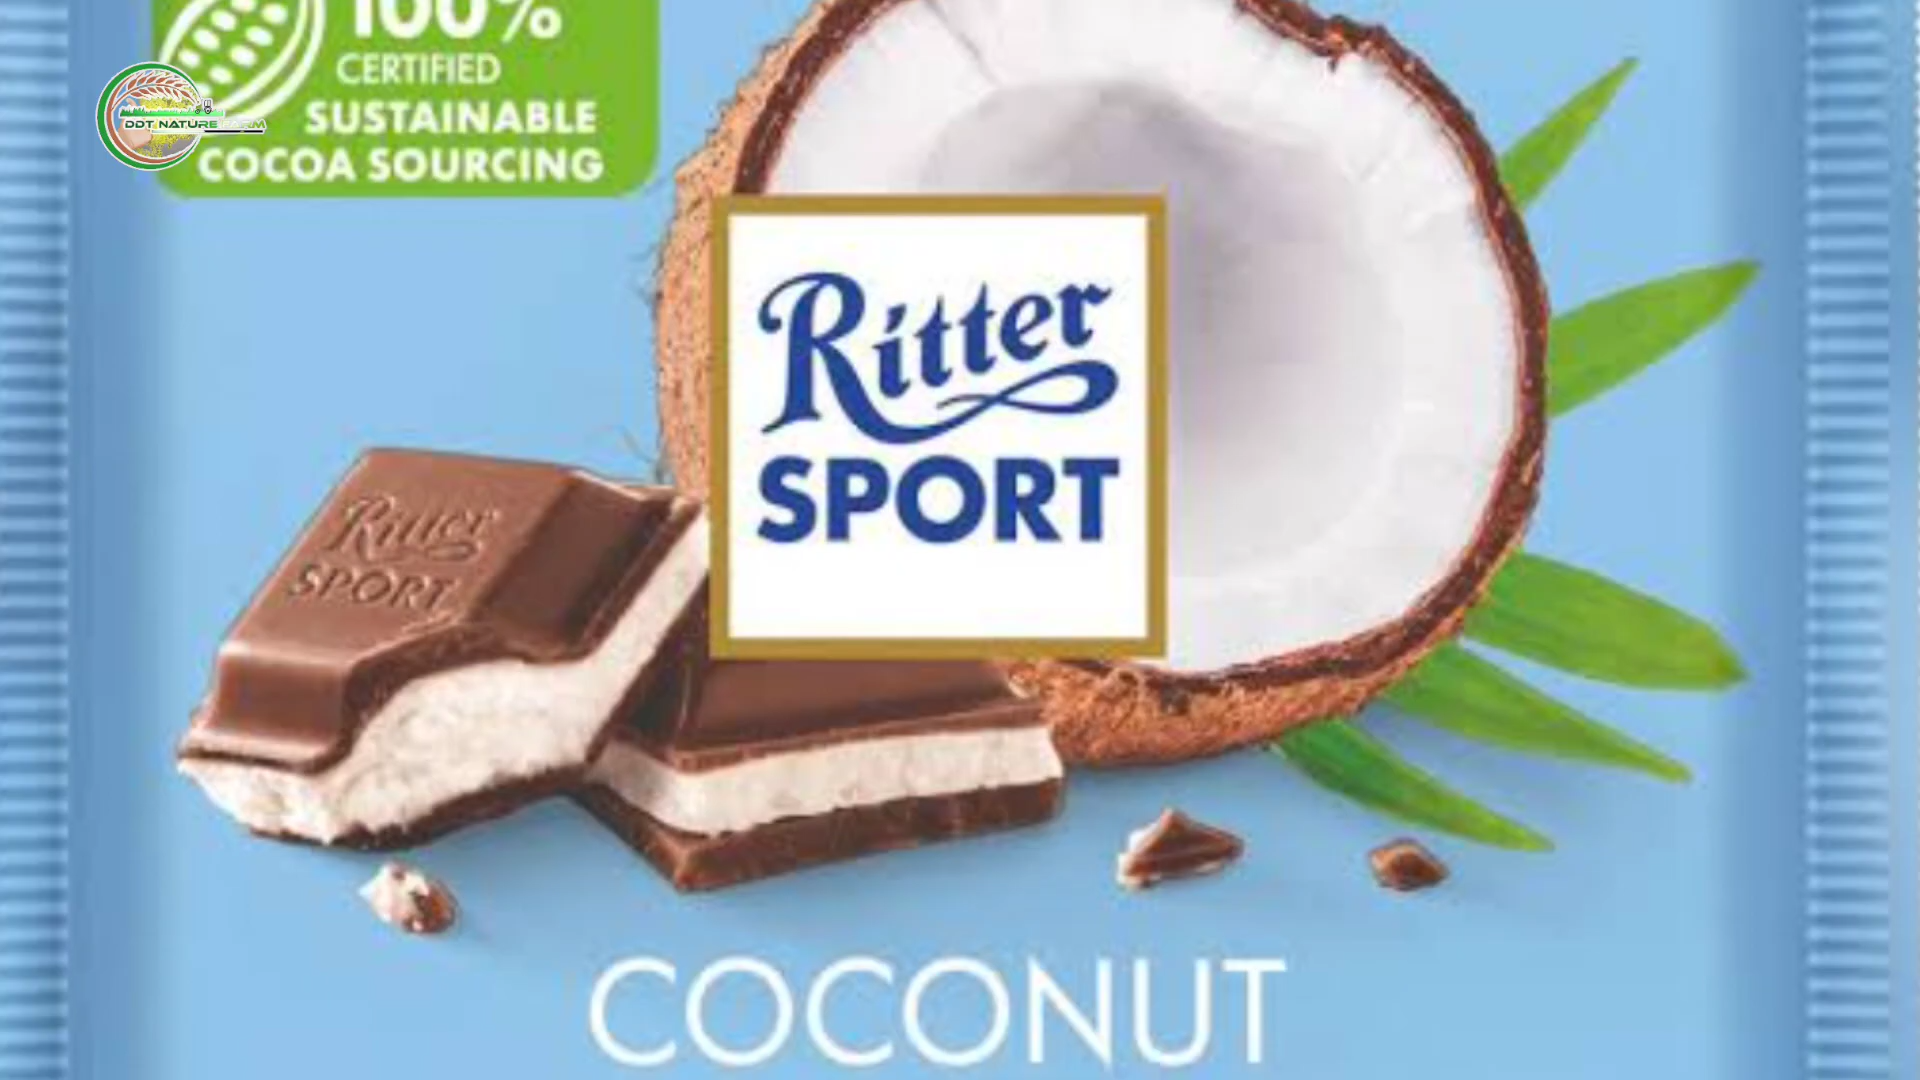 100%
CERTIFIED
SUSTAINABLE
COCOA SOURCING
DDT NATURE FARM
Ritter
SPORT
Ritter
SPORT
COCONUT